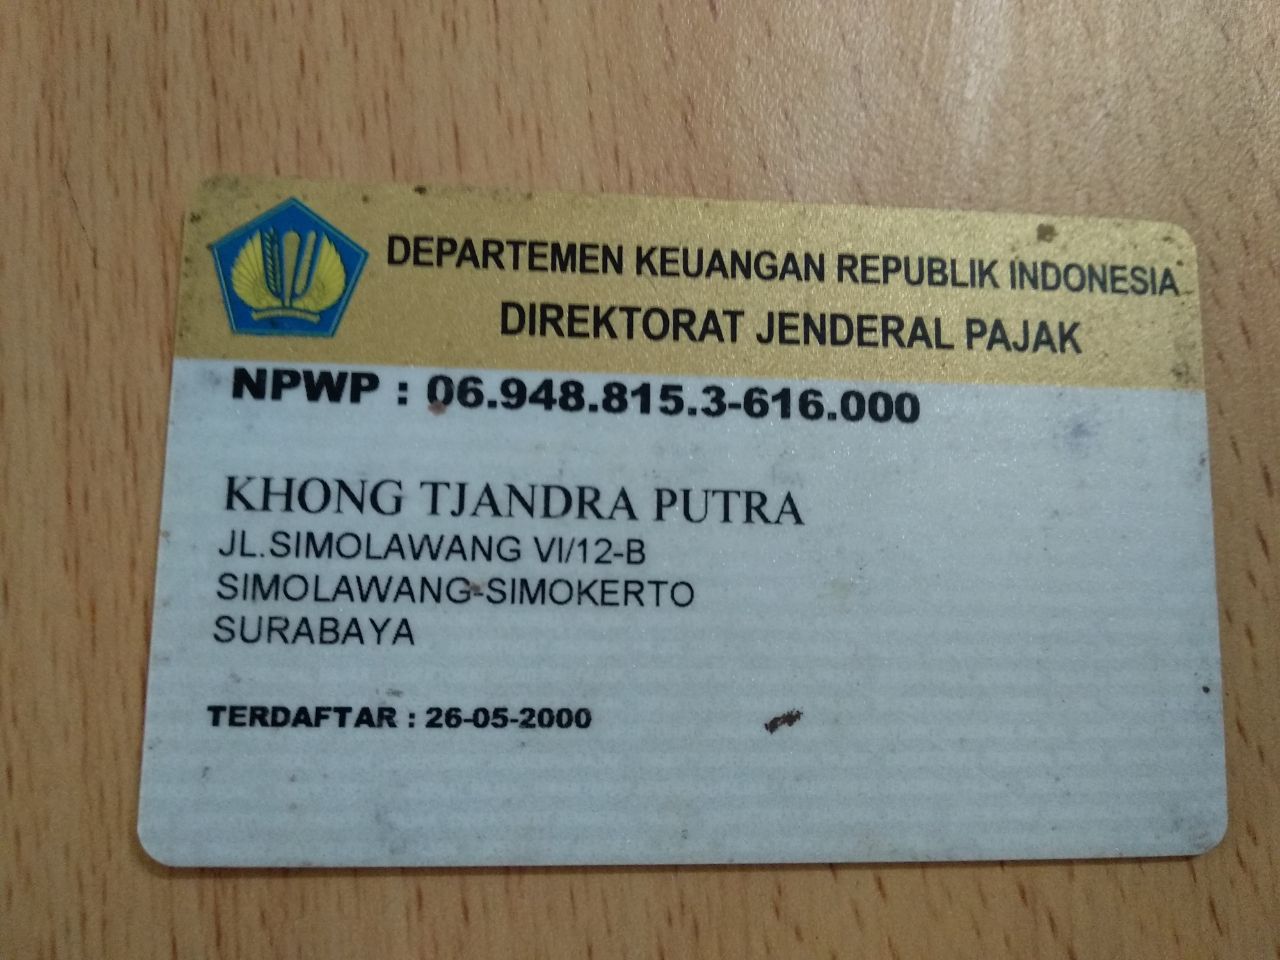 DEPARTEMEN KEUANGAN REPUBLIK INDONESIA
DIREKTORAT JENDERAL PAJAK
NPWP : 06.948.815.3-616.000
KHONG TJANDRA PUTRA
JL.SIMOLAWANG VI/12-B
SIMOLAWANG-SIMOKERTO
SURABAYA
TERDAFTAR : 26-05-2000